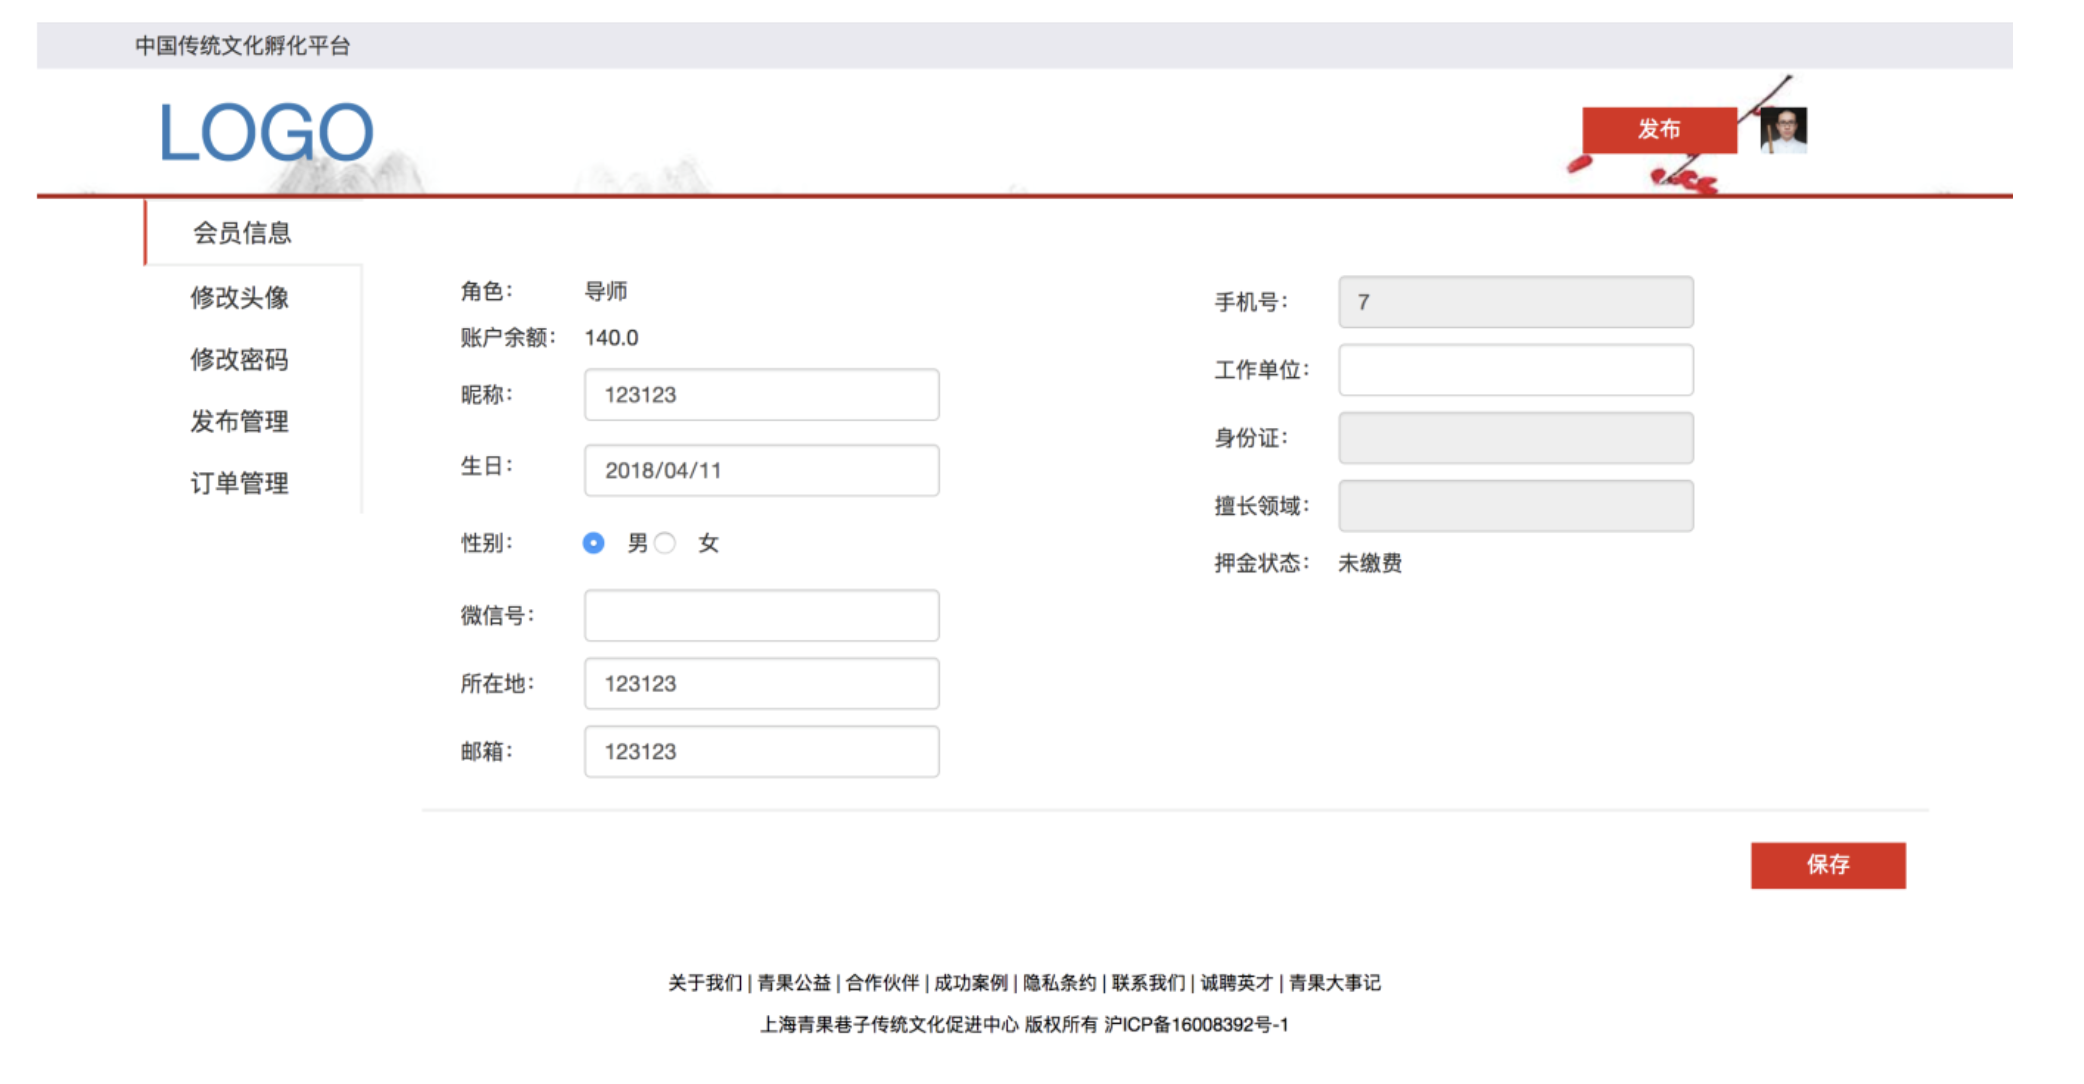 中国传统文化孵化平台
LOGO
发布
会员信息
修改头像
修改密码
发布管理
订单管理
角色： 导师
账户余额： 140.0
昵称： 123123
生日： 2018/04/11
性别： 男 女
微信号：
所在地： 123123
邮箱： 123123
手机号： 7
工作单位：
身份证：
擅长领域：
押金状态： 未缴费
保存
关于我们 | 青果公益 | 合作伙伴 | 成功案例 | 隐私条约 | 联系我们 | 诚聘英才 | 青果大事记
上海青果巷子传统文化促进中心 版权所有 沪ICP备16008392号-1